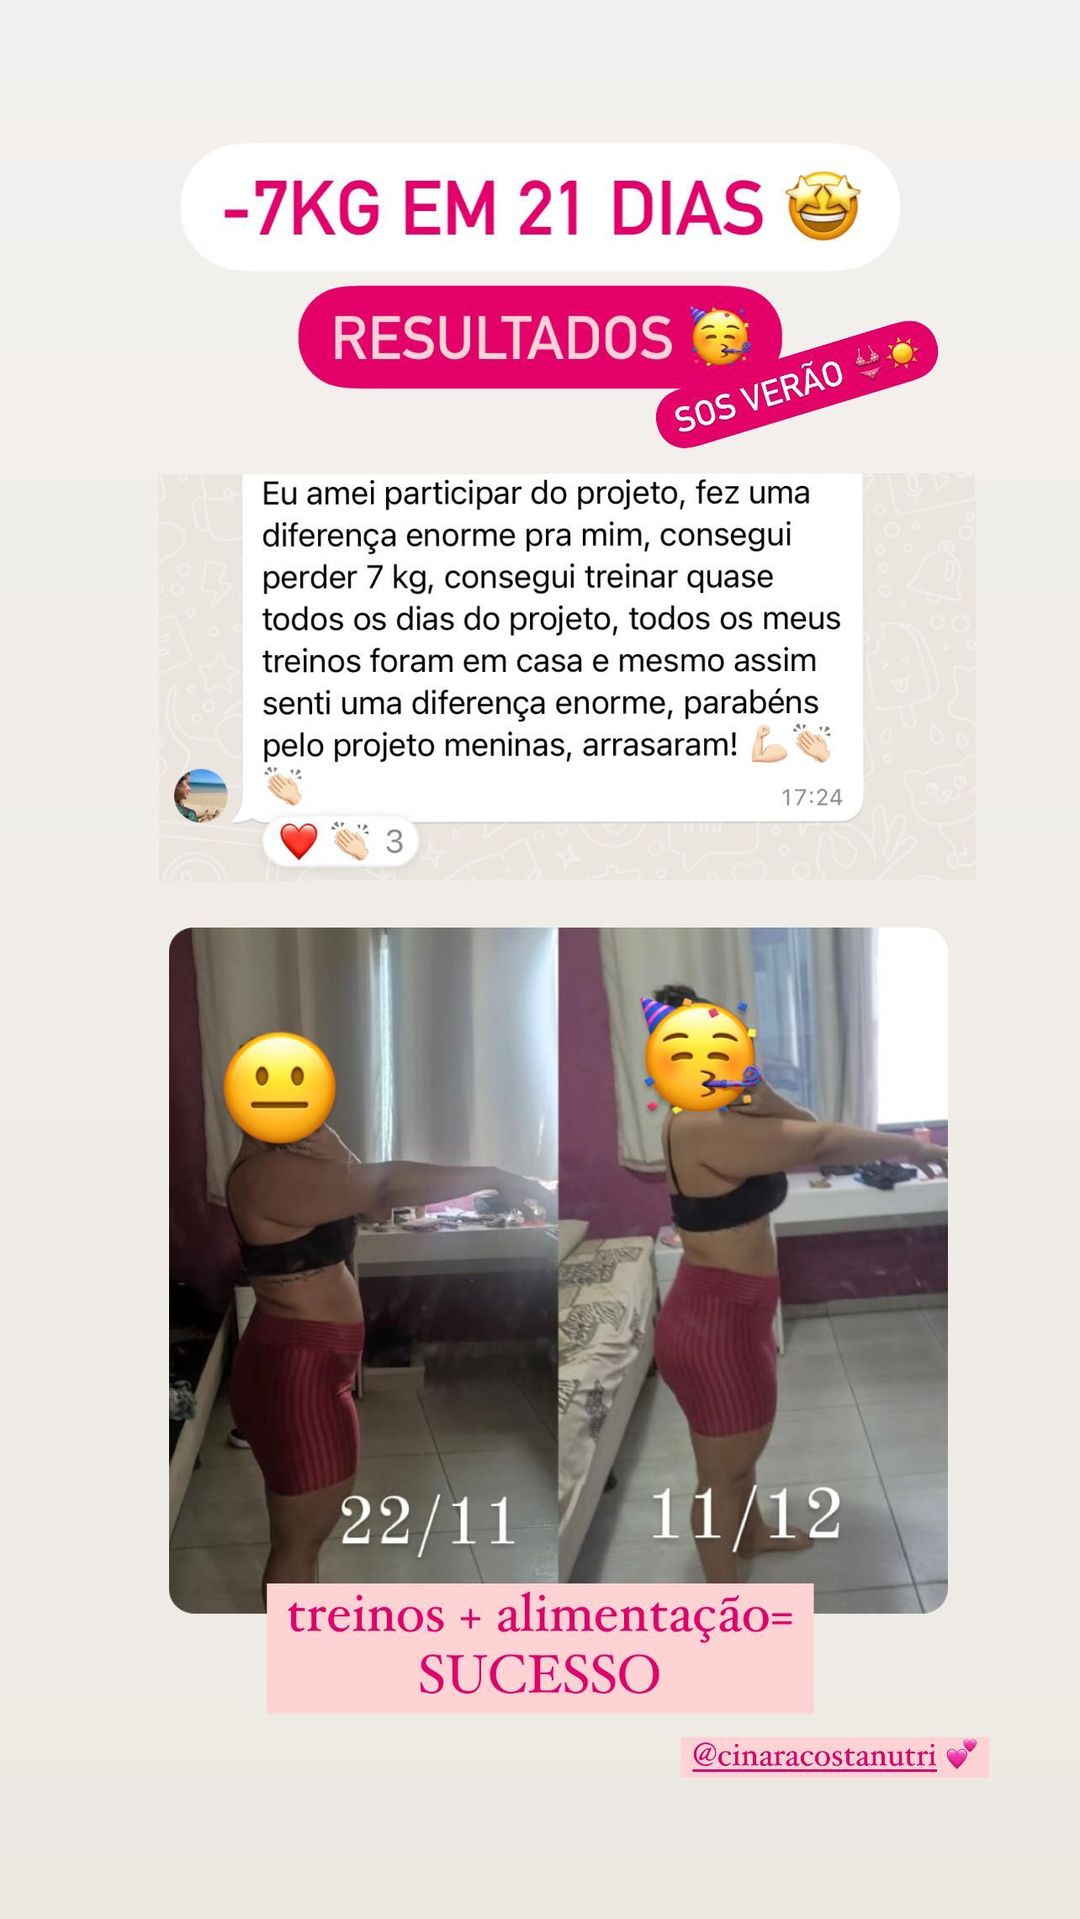 -7KG EM 21 DIAS 🤩
RESULTADOS 🥳
SOS VERÃO 👙☀️
Eu amei participar do projeto, fez uma
diferença enorme pra mim, consegui
perder 7 kg, consegui treinar quase
todos os dias do projeto, todos os meus
treinos foram em casa e mesmo assim
senti uma diferença enorme, parabéns
pelo projeto meninas, arrasaram! 💪🏻👏🏻
👏🏻
17:24
❤️ 👏🏻 3
22/11
11/12
treinos + alimentação=
SUCESSO
@cinaracostanutri 💕